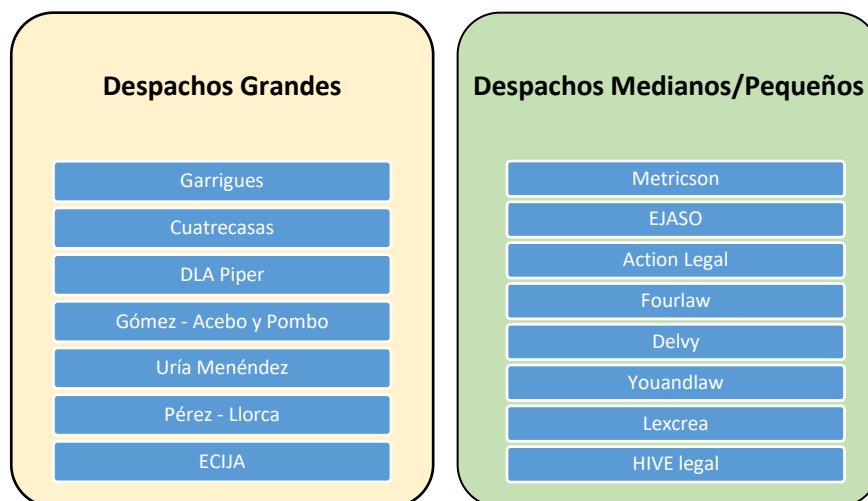 Despachos Grandes
Garrigues
Cuatrecasas
DLA Piper
Gómez - Acebo y Pombo
Uría Menéndez
Pérez - Llorca
ECIJA
Despachos Medianos/Pequeños
Metricson
EJASO
Action Legal
Fourlaw
Delvy
Youandlaw
Lexcrea
HIVE legal